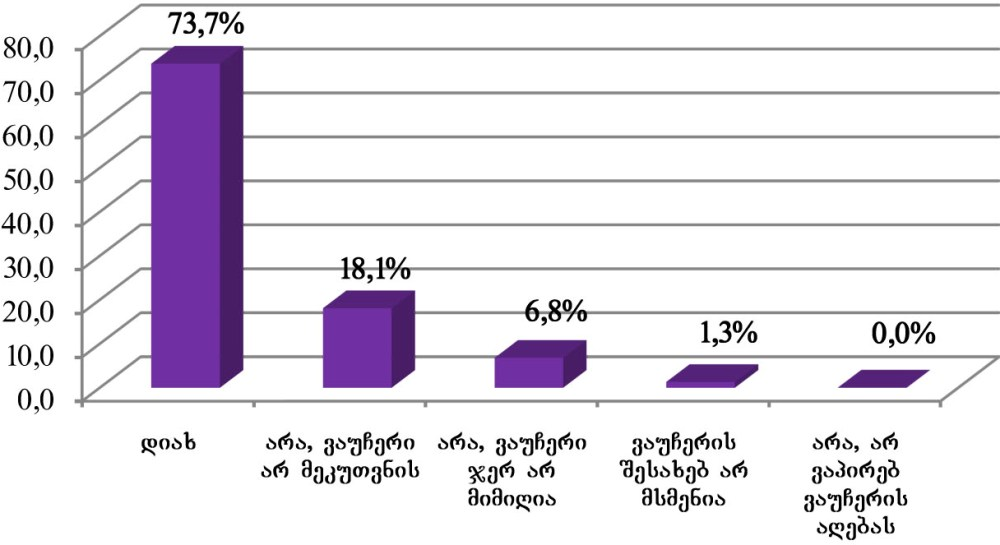 73,7%
80,0
70,0
60,0
50,0
40,0
30,0
20,0
10,0
0,0
18,1%
6,8%
1,3%
0,0%
დიახ
არა, ვაუჩერი
არ მეკუთვნის
არა, ვაუჩერი
ჯერ არ
მიმიღია
ვაუჩერის
შესახებ არ
მსმენია
არა, არ
ვაპირებ
ვაუჩერის
აღებას